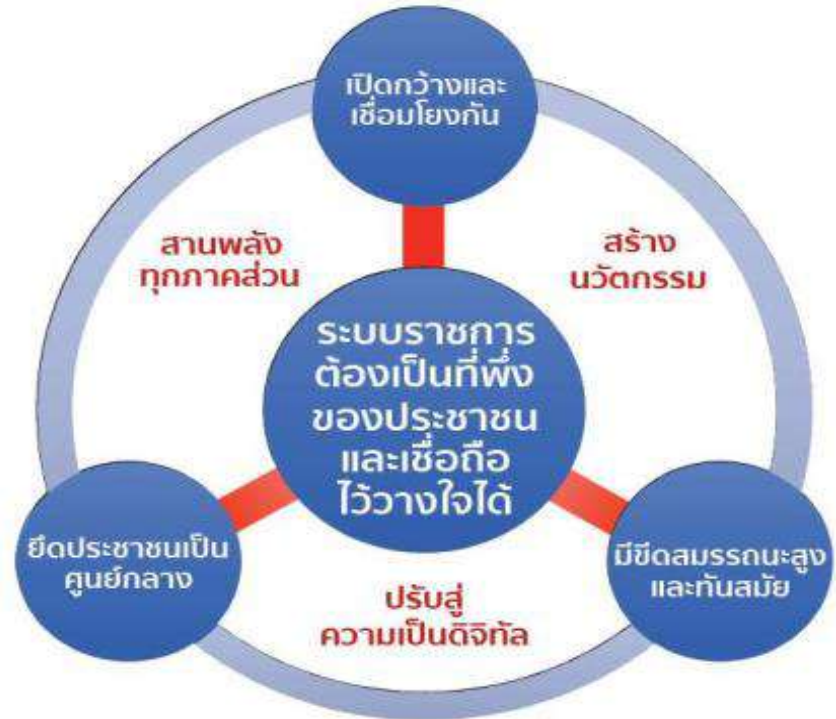 เปิดกว้างและ
เชื่อมโยงกัน
สานพลัง
ทุกภาคส่วน
สร้าง
นวัตกรรม
ระบบราชการ
ต้องเป็นที่พึ่ง
ของประชาชน
และเชื่อถือ
ไว้วางใจได้
ยึดประชาชนเป็น
ศูนย์กลาง
มีขีดสมรรถนะสูง
และทันสมัย
ปรับสู่
ความเป็นดิจิทัล